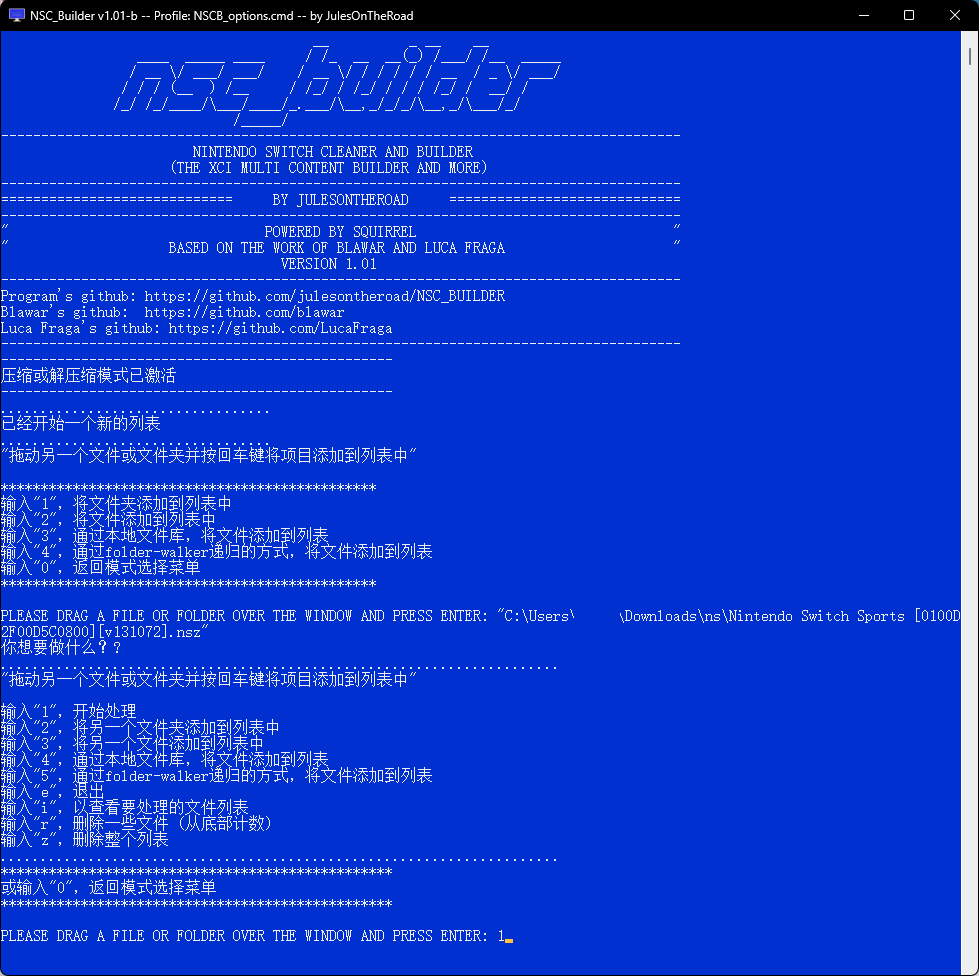 NSC_Builder v1.01-b -- Profile: NSCB_options.cmd -- by JulesOnTheRoad
nsc_builder
NINTENDO SWITCH CLEANER AND BUILDER
(THE XCI MULTI CONTENT BUILDER AND MORE)
============================= BY JULESONTHEROAD =============================
" POWERED BY SQUIRREL "
" BASED ON THE WORK OF BLAWAR AND LUCA FRAGA "
VERSION 1.01
Program's github: https://github.com/julesontheroad/NSC_BUILDER
Blawar's github: https://github.com/blawar
Luca Fraga's github: https://github.com/LucaFraga
压缩或解压缩模式已激活
..................................
已经开始一个新的列表
..................................
"拖动另一个文件或文件夹并按回车键将项目添加到列表中"
***********************************************
输入"1", 将文件夹添加到列表中
输入"2", 将文件添加到列表中
输入"3", 通过本地文件库, 将文件添加到列表
输入"4", 通过folder-walker递归的方式, 将文件添加到列表
输入"0", 返回模式选择菜单
***********************************************
PLEASE DRAG A FILE OR FOLDER OVER THE WINDOW AND PRESS ENTER: "C:\Users\ \Downloads\ns\Nintendo Switch Sports [0100D
2F00D5C0800][v131072].nsz"
你想要做什么？?
......................................................................
"拖动另一个文件或文件夹并按回车键将项目添加到列表中"
输入"1", 开始处理
输入"2", 将另一个文件夹添加到列表中
输入"3", 将另一个文件添加到列表中
输入"4", 通过本地文件库, 将文件添加到列表
输入"5", 通过folder-walker递归的方式, 将文件添加到列表
输入"e", 退出
输入"i", 以查看要处理的文件列表
输入"r", 删除一些文件（从底部计数）
输入"z", 删除整个列表
......................................................................
*************************************************
或输入"0", 返回模式选择菜单
*************************************************
PLEASE DRAG A FILE OR FOLDER OVER THE WINDOW AND PRESS ENTER: 1